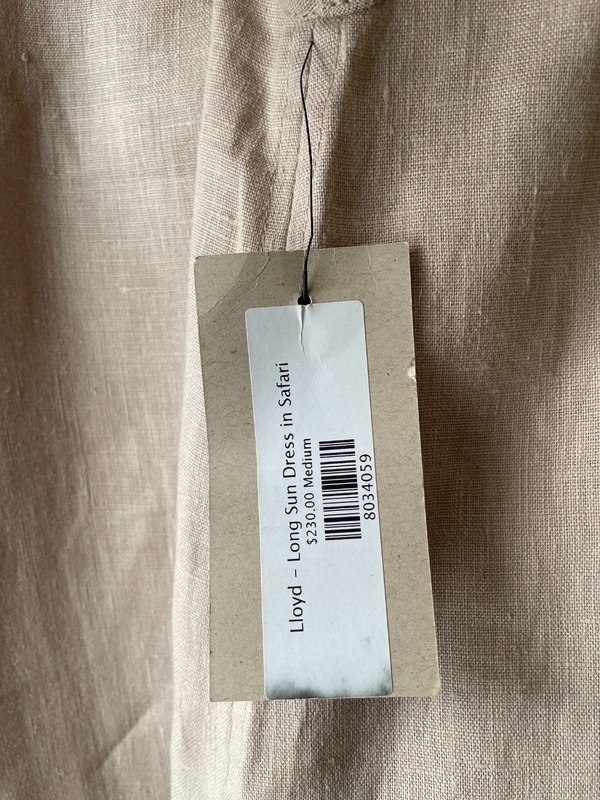 Lloyd – Long Sun Dress in Safari
$230.00 Medium
8034059